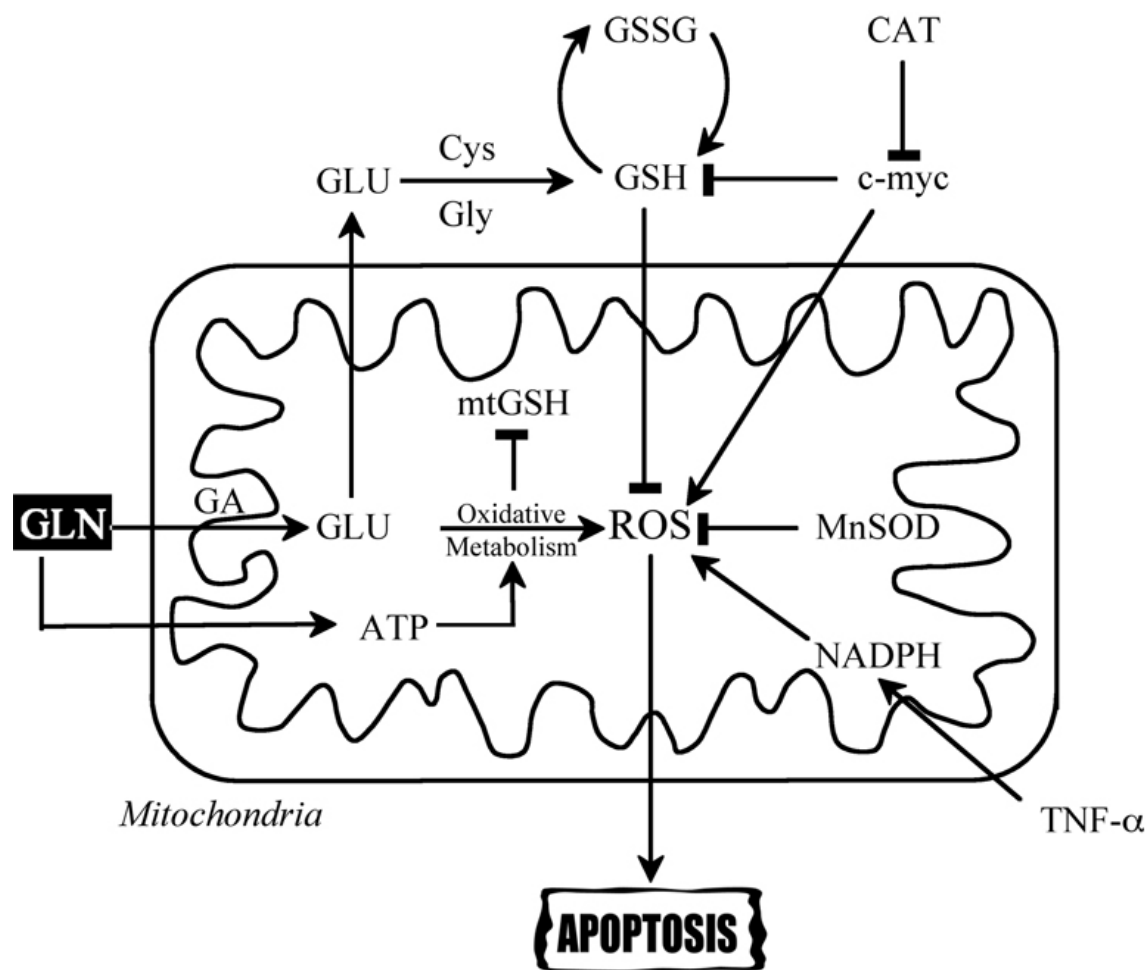 GSSG
CAT
Cys
GLU
GSH
c-myc
Gly
mtGSH
GA
GLN
GLU
Oxidative
Metabolism
ROS
MnSOD
ATP
NADPH
Mitochondria
TNF-α
APOPTOSIS